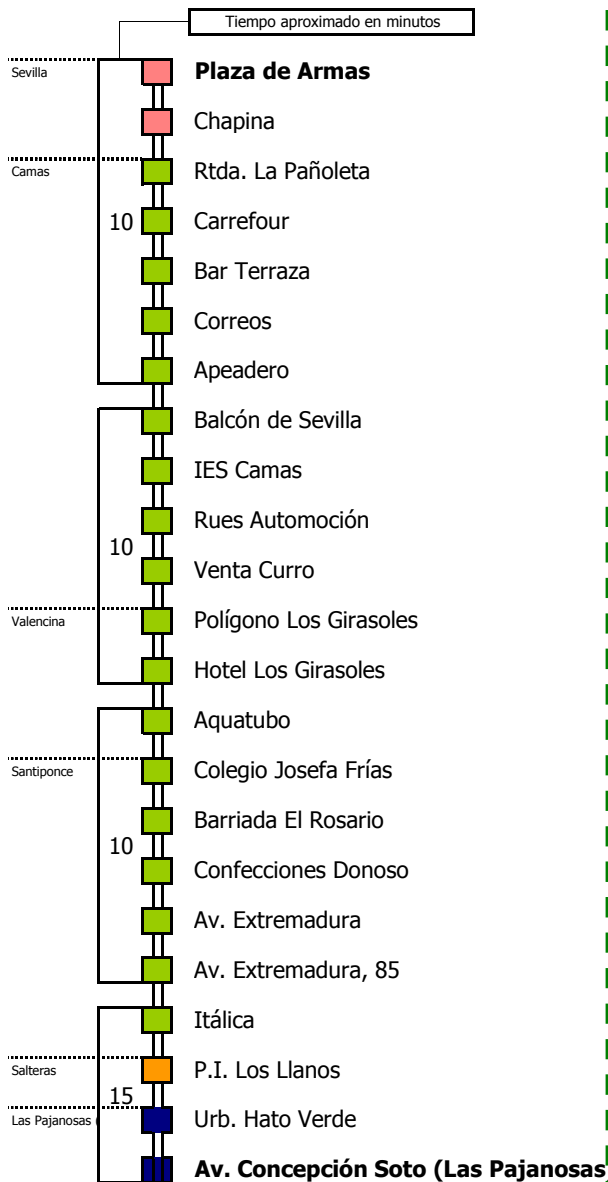 Tiempo aproximado en minutos
Sevilla
Plaza de Armas
Chapina
Camas
Rtda. La Pañoleta
10
Carrefour
Bar Terraza
Correos
Apeadero
Balcón de Sevilla
IES Camas
Rues Automoción
10
Venta Curro
Valencina
Polígono Los Girasoles
Hotel Los Girasoles
Aquatubo
Santiponce
Colegio Josefa Frías
Barriada El Rosario
10
Confecciones Donoso
Av. Extremadura
Av. Extremadura, 85
Itálica
Salteras
P.I. Los Llanos
15
Las Pajanosas (
Urb. Hato Verde
Av. Concepción Soto (Las Pajanosas)